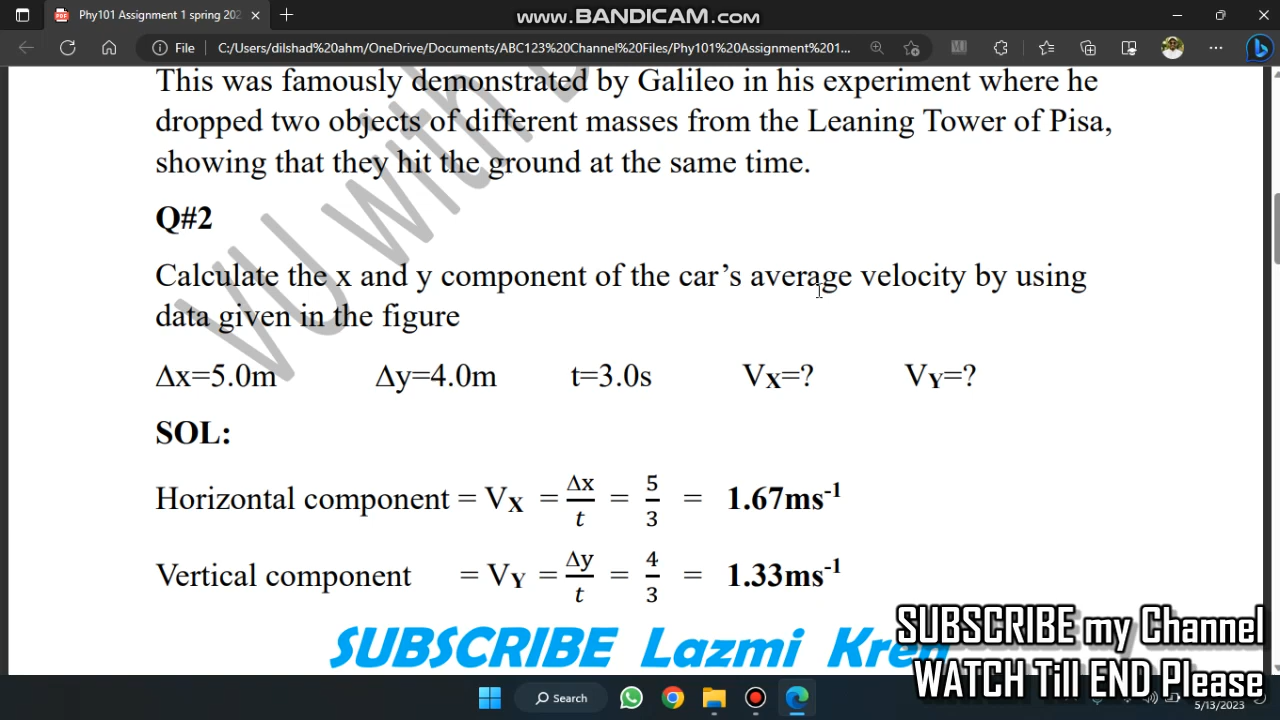 www.BANDICAM.com
Phy101 Assignment 1 spring 202
File
C:/Users/dilshad%20ahm/OneDrive/Documents/ABC123%20Channel%20Files/Phy101%20Assignment%201...
This was famously demonstrated by Galileo in his experiment where he
dropped two objects of different masses from the Leaning Tower of Pisa,
showing that they hit the ground at the same time.
Q#2
Calculate the x and y component of the car’s average velocity by using
data given in the figure
Δx=5.0m Δy=4.0m t=3.0s Vx=? VY=?
SOL:
Horizontal component = Vx = Δx/t = 5/3 = 1.67ms-1
Vertical component = VY = Δy/t = 4/3 = 1.33ms-1
VU with
SUBSCRIBE Lazmi Kren
SUBSCRIBE my Channel
WATCH Till END Please
Search
5/13/2023